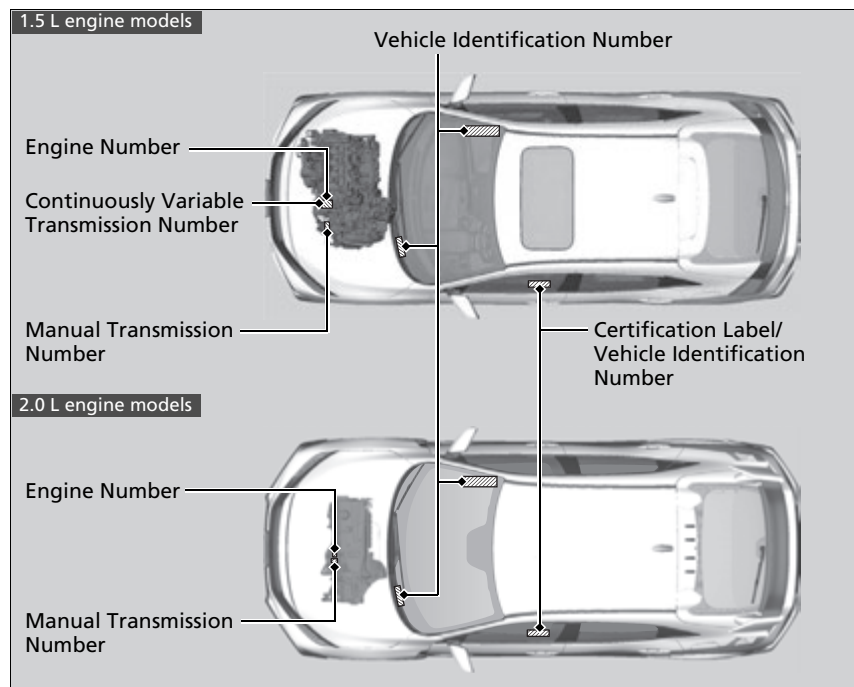 1.5 L engine models
Vehicle Identification Number
Engine Number
Continuously Variable
Transmission Number
Manual Transmission
Number
Certification Label/
Vehicle Identification
Number
2.0 L engine models
Engine Number
Manual Transmission
Number